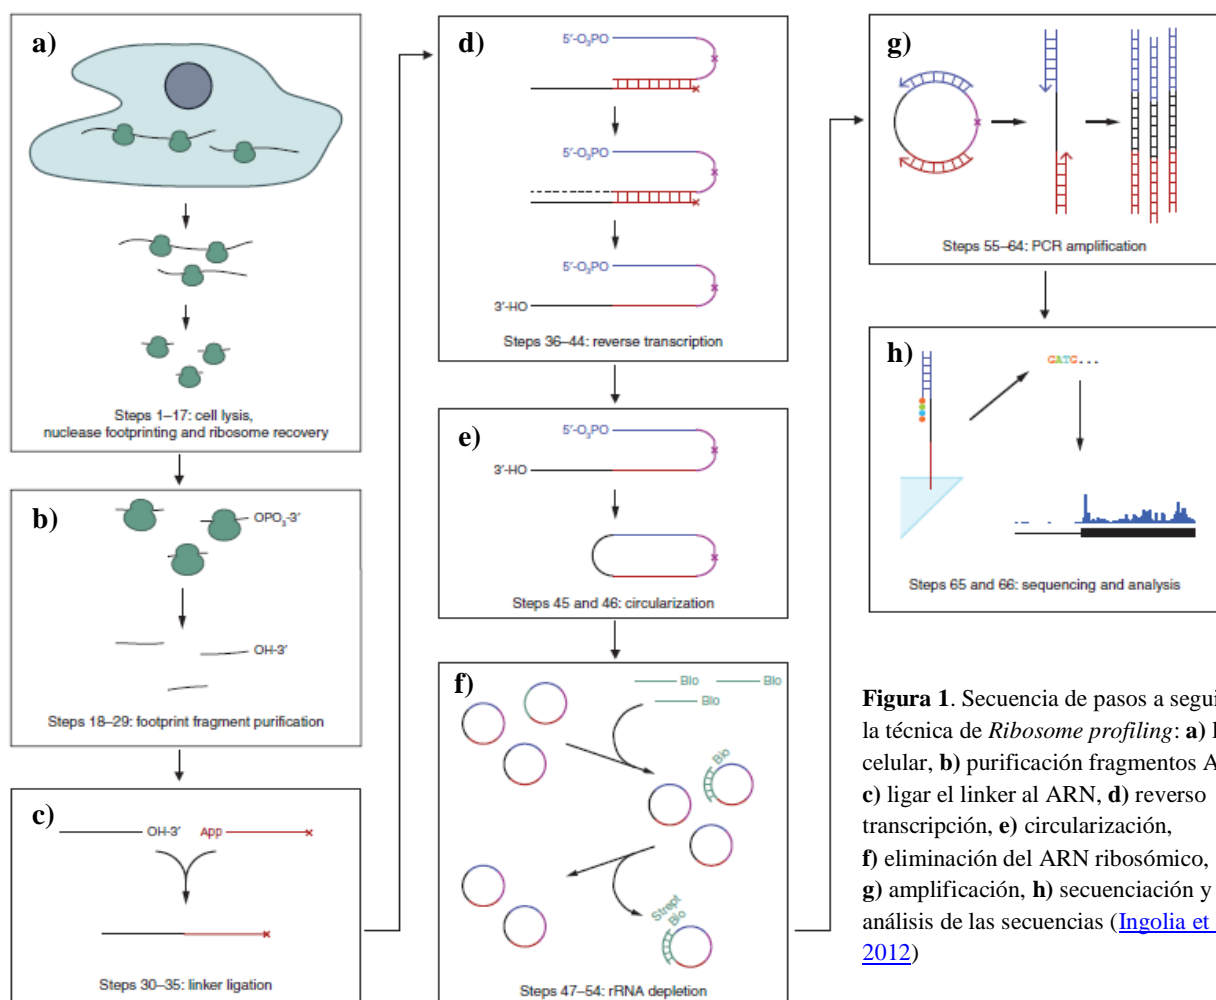 a)
Steps 1–17: cell lysis,
nuclease footprinting and ribosome recovery
b)
OPO₃-3′
OH-3′
Steps 18–29: footprint fragment purification
c)
OH-3′ App
Steps 30–35: linker ligation
d)
5′-O₃PO
5′-O₃PO
5′-O₃PO
3′-HO
Steps 36–44: reverse transcription
e)
5′-O₃PO
3′-HO
Steps 45 and 46: circularization
f)
Bio Bio
Bio
Bio
Strept
Bio
Steps 47–54: rRNA depletion
g)
Steps 55–64: PCR amplification
h)
GATG...
Steps 65 and 66: sequencing and analysis
Figura 1. Secuencia de pasos a segui
la técnica de Ribosome profiling: a) l
celular, b) purificación fragmentos A
c) ligar el linker al ARN, d) reverso
transcripción, e) circularización,
f) eliminación del ARN ribosómico,
g) amplificación, h) secuenciación y
análisis de las secuencias (Ingolia et
2012)